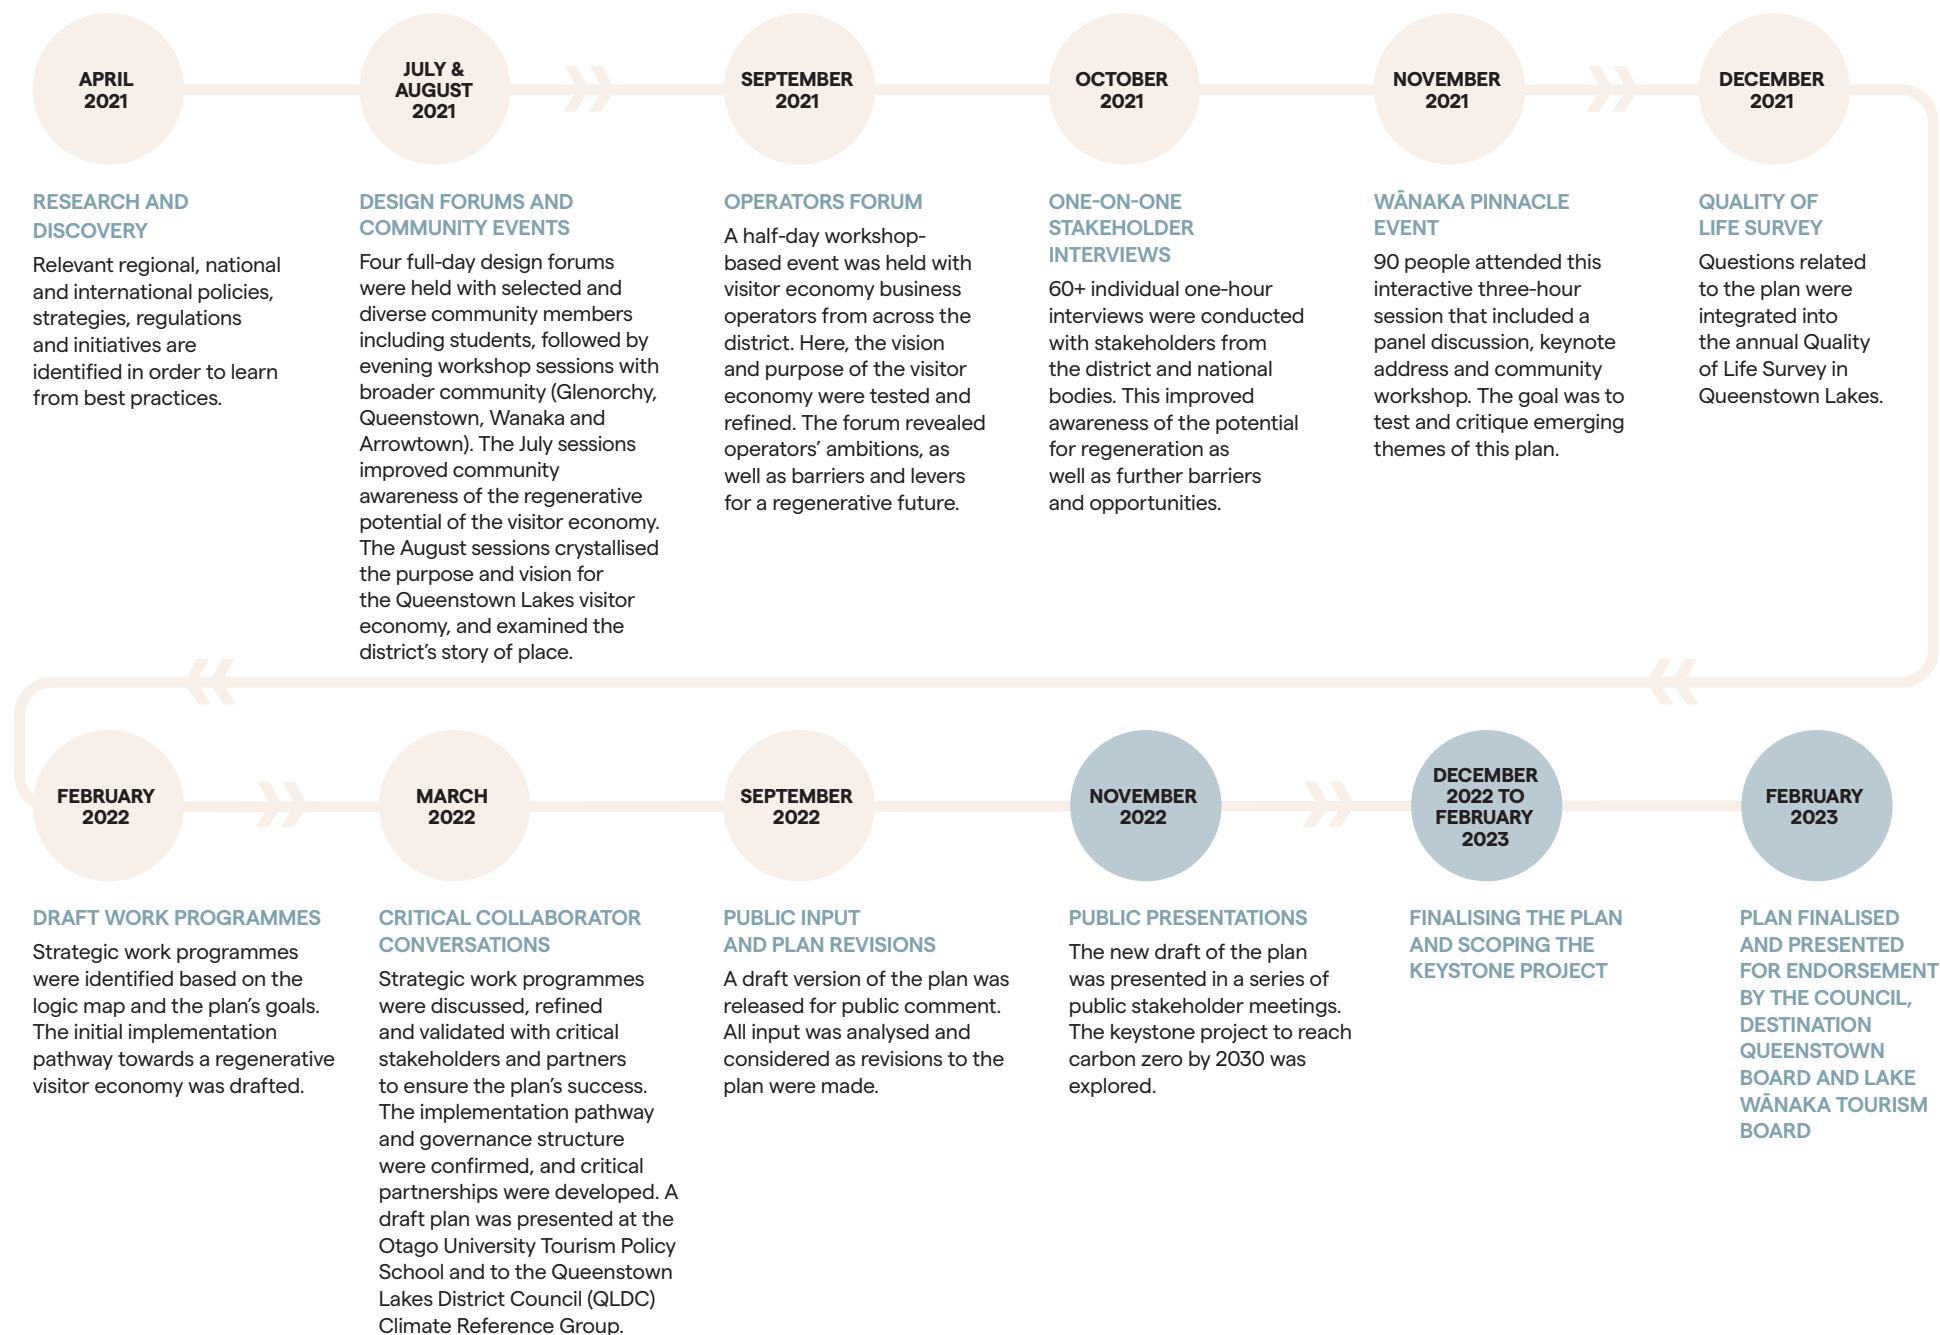 APRIL
2021
RESEARCH AND
DISCOVERY
Relevant regional, national
and international policies,
strategies, regulations
and initiatives are
identified in order to learn
from best practices.
JULY &
AUGUST
2021
DESIGN FORUMS AND
COMMUNITY EVENTS
Four full-day design forums
were held with selected and
diverse community members
including students, followed by
evening workshop sessions with
broader community (Glenorchy,
Queenstown, Wanaka and
Arrowtown). The July sessions
improved community
awareness of the regenerative
potential of the visitor economy.
The August sessions crystallised
the purpose and vision for
the Queenstown Lakes visitor
economy, and examined the
district’s story of place.
SEPTEMBER
2021
OPERATORS FORUM
A half-day workshop-
based event was held with
visitor economy business
operators from across the
district. Here, the vision
and purpose of the visitor
economy were tested and
refined. The forum revealed
operators’ ambitions, as
well as barriers and levers
for a regenerative future.
OCTOBER
2021
ONE-ON-ONE
STAKEHOLDER
INTERVIEWS
60+ individual one-hour
interviews were conducted
with stakeholders from
the district and national
bodies. This improved
awareness of the potential
for regeneration as
well as further barriers
and opportunities.
NOVEMBER
2021
WĀNAKA PINNACLE
EVENT
90 people attended this
interactive three-hour
session that included a
panel discussion, keynote
address and community
workshop. The goal was to
test and critique emerging
themes of this plan.
DECEMBER
2021
QUALITY OF
LIFE SURVEY
Questions related
to the plan were
integrated into
the annual Quality
of Life Survey in
Queenstown Lakes.
FEBRUARY
2022
DRAFT WORK PROGRAMMES
Strategic work programmes
were identified based on the
logic map and the plan’s goals.
The initial implementation
pathway towards a regenerative
visitor economy was drafted.
MARCH
2022
CRITICAL COLLABORATOR
CONVERSATIONS
Strategic work programmes
were discussed, refined
and validated with critical
stakeholders and partners
to ensure the plan’s success.
The implementation pathway
and governance structure
were confirmed, and critical
partnerships were developed. A
draft plan was presented at the
Otago University Tourism Policy
School and to the Queenstown
Lakes District Council (QLDC)
Climate Reference Group.
SEPTEMBER
2022
PUBLIC INPUT
AND PLAN REVISIONS
A draft version of the plan was
released for public comment.
All input was analysed and
considered as revisions to the
plan were made.
NOVEMBER
2022
PUBLIC PRESENTATIONS
The new draft of the plan
was presented in a series of
public stakeholder meetings.
The keystone project to reach
carbon zero by 2030 was
explored.
DECEMBER
2022 TO
FEBRUARY
2023
FINALISING THE PLAN
AND SCOPING THE
KEYSTONE PROJECT
FEBRUARY
2023
PLAN FINALISED
AND PRESENTED
FOR ENDORSEMENT
BY THE COUNCIL,
DESTINATION
QUEENSTOWN
BOARD AND LAKE
WĀNAKA TOURISM
BOARD